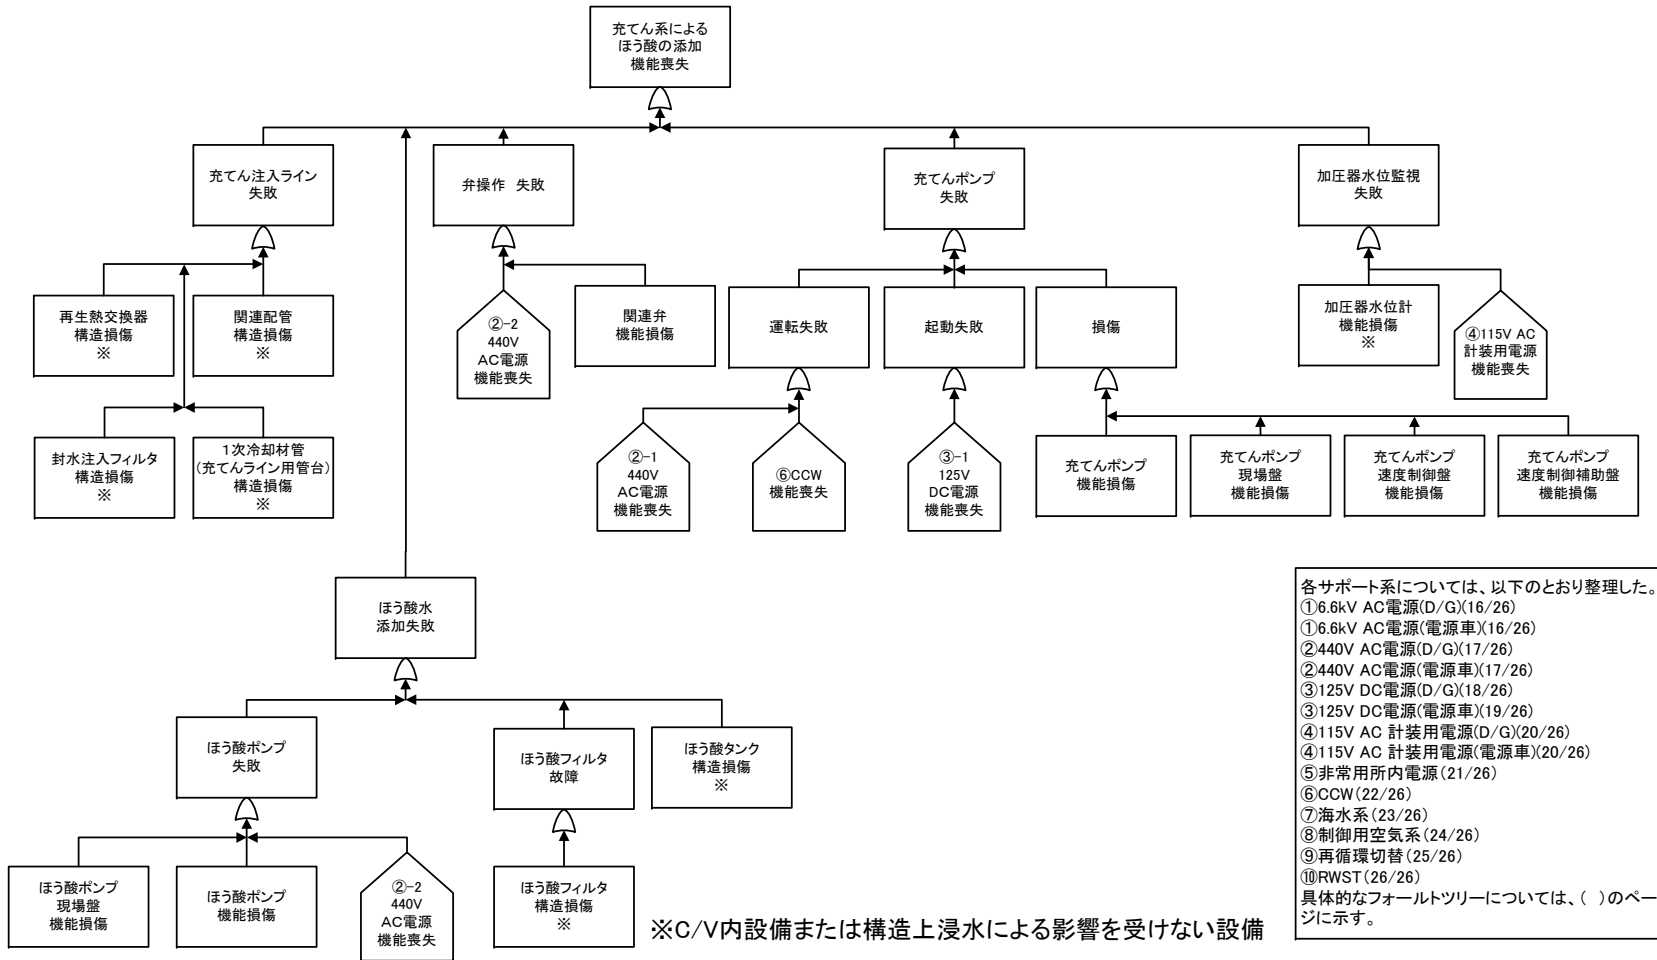 充てん系による
ほう酸の添加
機能喪失
充てん注入ライン
失敗
弁操作 失敗
充てんポンプ
失敗
加圧器水位監視
失敗
再生熱交換器
構造損傷
※
関連配管
構造損傷
※
②-2
440V
AC電源
機能喪失
関連弁
機能損傷
運転失敗
起動失敗
損傷
加圧器水位計
機能損傷
※
④115V AC
計装用電源
機能喪失
封水注入フィルタ
構造損傷
※
1次冷却材管
(充てんライン用管台)
構造損傷
※
②-1
440V
AC電源
機能喪失
⑥CCW
機能喪失
③-1
125V
DC電源
機能喪失
充てんポンプ
機能損傷
充てんポンプ
現場盤
機能損傷
充てんポンプ
速度制御盤
機能損傷
充てんポンプ
速度制御補助盤
機能損傷
ほう酸水
添加失敗
ほう酸ポンプ
失敗
ほう酸フィルタ
故障
ほう酸タンク
構造損傷
※
ほう酸ポンプ
現場盤
機能損傷
ほう酸ポンプ
機能損傷
②-2
440V
AC電源
機能喪失
ほう酸フィルタ
構造損傷
※
※C/V内設備または構造上浸水による影響を受けない設備
各サポート系については、以下のとおり整理した。
①6.6kV AC電源(D/G)(16/26)
①6.6kV AC電源(電源車)(16/26)
②440V AC電源(D/G)(17/26)
②440V AC電源(電源車)(17/26)
③125V DC電源(D/G)(18/26)
③125V DC電源(電源車)(19/26)
④115V AC 計装用電源(D/G)(20/26)
④115V AC 計装用電源(電源車)(20/26)
⑤非常用所内電源(21/26)
⑥CCW(22/26)
⑦海水系(23/26)
⑧制御用空気系(24/26)
⑨再循環切替(25/26)
⑩RWST(26/26)
具体的なフォールトツリーについては、( )のペー
ジに示す。